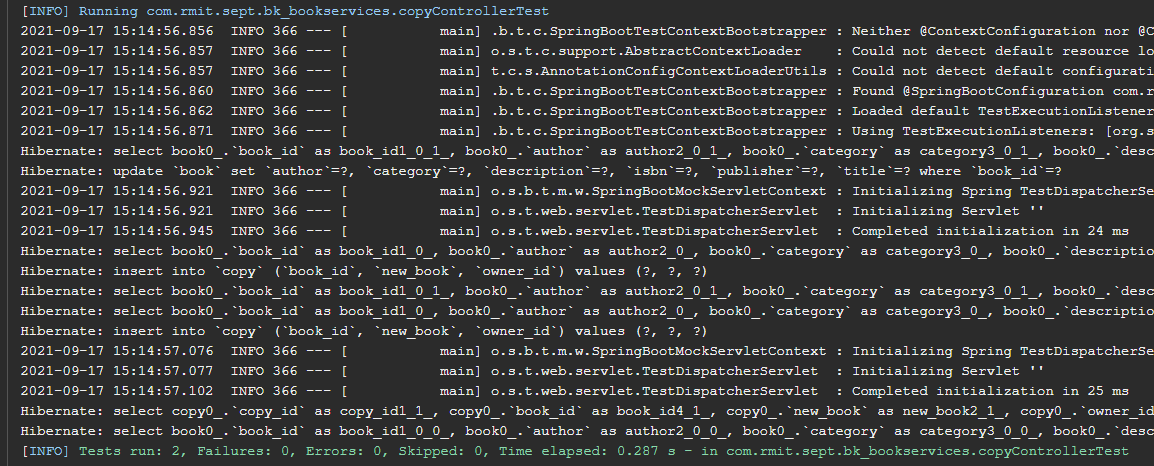 [INFO] Running com.rmit.sept.bk_bookservices.copyControllerTest
2021-09-17 15:14:56.856  INFO 366 --- [           main] .b.t.c.SpringBootTestContextBootstrapper : Neither @ContextConfiguration nor @C
2021-09-17 15:14:56.857  INFO 366 --- [           main] o.s.t.c.support.AbstractContextLoader    : Could not detect default resource lo
2021-09-17 15:14:56.857  INFO 366 --- [           main] t.c.s.AnnotationConfigContextLoaderUtils : Could not detect default configurati
2021-09-17 15:14:56.860  INFO 366 --- [           main] .b.t.c.SpringBootTestContextBootstrapper : Found @SpringBootConfiguration com.r
2021-09-17 15:14:56.862  INFO 366 --- [           main] .b.t.c.SpringBootTestContextBootstrapper : Loaded default TestExecutionListener
2021-09-17 15:14:56.871  INFO 366 --- [           main] .b.t.c.SpringBootTestContextBootstrapper : Using TestExecutionListeners: [org.s
Hibernate: select book0_.`book_id` as book_id1_0_1_, book0_.`author` as author2_0_1_, book0_.`category` as category3_0_1_, book0_.`desc
Hibernate: update `book` set `author`=?, `category`=?, `description`=?, `isbn`=?, `publisher`=?, `title`=? where `book_id`=?
2021-09-17 15:14:56.921  INFO 366 --- [           main] o.s.b.t.m.w.SpringBootMockServletContext : Initializing Spring TestDispatcherSe
2021-09-17 15:14:56.921  INFO 366 --- [           main] o.s.t.web.servlet.TestDispatcherServlet  : Initializing Servlet ''
2021-09-17 15:14:56.945  INFO 366 --- [           main] o.s.t.web.servlet.TestDispatcherServlet  : Completed initialization in 24 ms
Hibernate: select book0_.`book_id` as book_id1_0_, book0_.`author` as author2_0_, book0_.`category` as category3_0_, book0_.`descriptio
Hibernate: insert into `copy` (`book_id`, `new_book`, `owner_id`) values (?, ?, ?)
Hibernate: select book0_.`book_id` as book_id1_0_1_, book0_.`author` as author2_0_1_, book0_.`category` as category3_0_1_, book0_.`desc
Hibernate: select book0_.`book_id` as book_id1_0_, book0_.`author` as author2_0_, book0_.`category` as category3_0_, book0_.`descriptio
Hibernate: insert into `copy` (`book_id`, `new_book`, `owner_id`) values (?, ?, ?)
2021-09-17 15:14:57.076  INFO 366 --- [           main] o.s.b.t.m.w.SpringBootMockServletContext : Initializing Spring TestDispatcherSe
2021-09-17 15:14:57.077  INFO 366 --- [           main] o.s.t.web.servlet.TestDispatcherServlet  : Initializing Servlet ''
2021-09-17 15:14:57.102  INFO 366 --- [           main] o.s.t.web.servlet.TestDispatcherServlet  : Completed initialization in 25 ms
Hibernate: select copy0_.`copy_id` as copy_id1_1_, copy0_.`book_id` as book_id4_1_, copy0_.`new_book` as new_book2_1_, copy0_.`owner_id
Hibernate: select book0_.`book_id` as book_id1_0_0_, book0_.`author` as author2_0_0_, book0_.`category` as category3_0_0_, book0_.`desc
[INFO] Tests run: 2, Failures: 0, Errors: 0, Skipped: 0, Time elapsed: 0.287 s - in com.rmit.sept.bk_bookservices.copyControllerTest